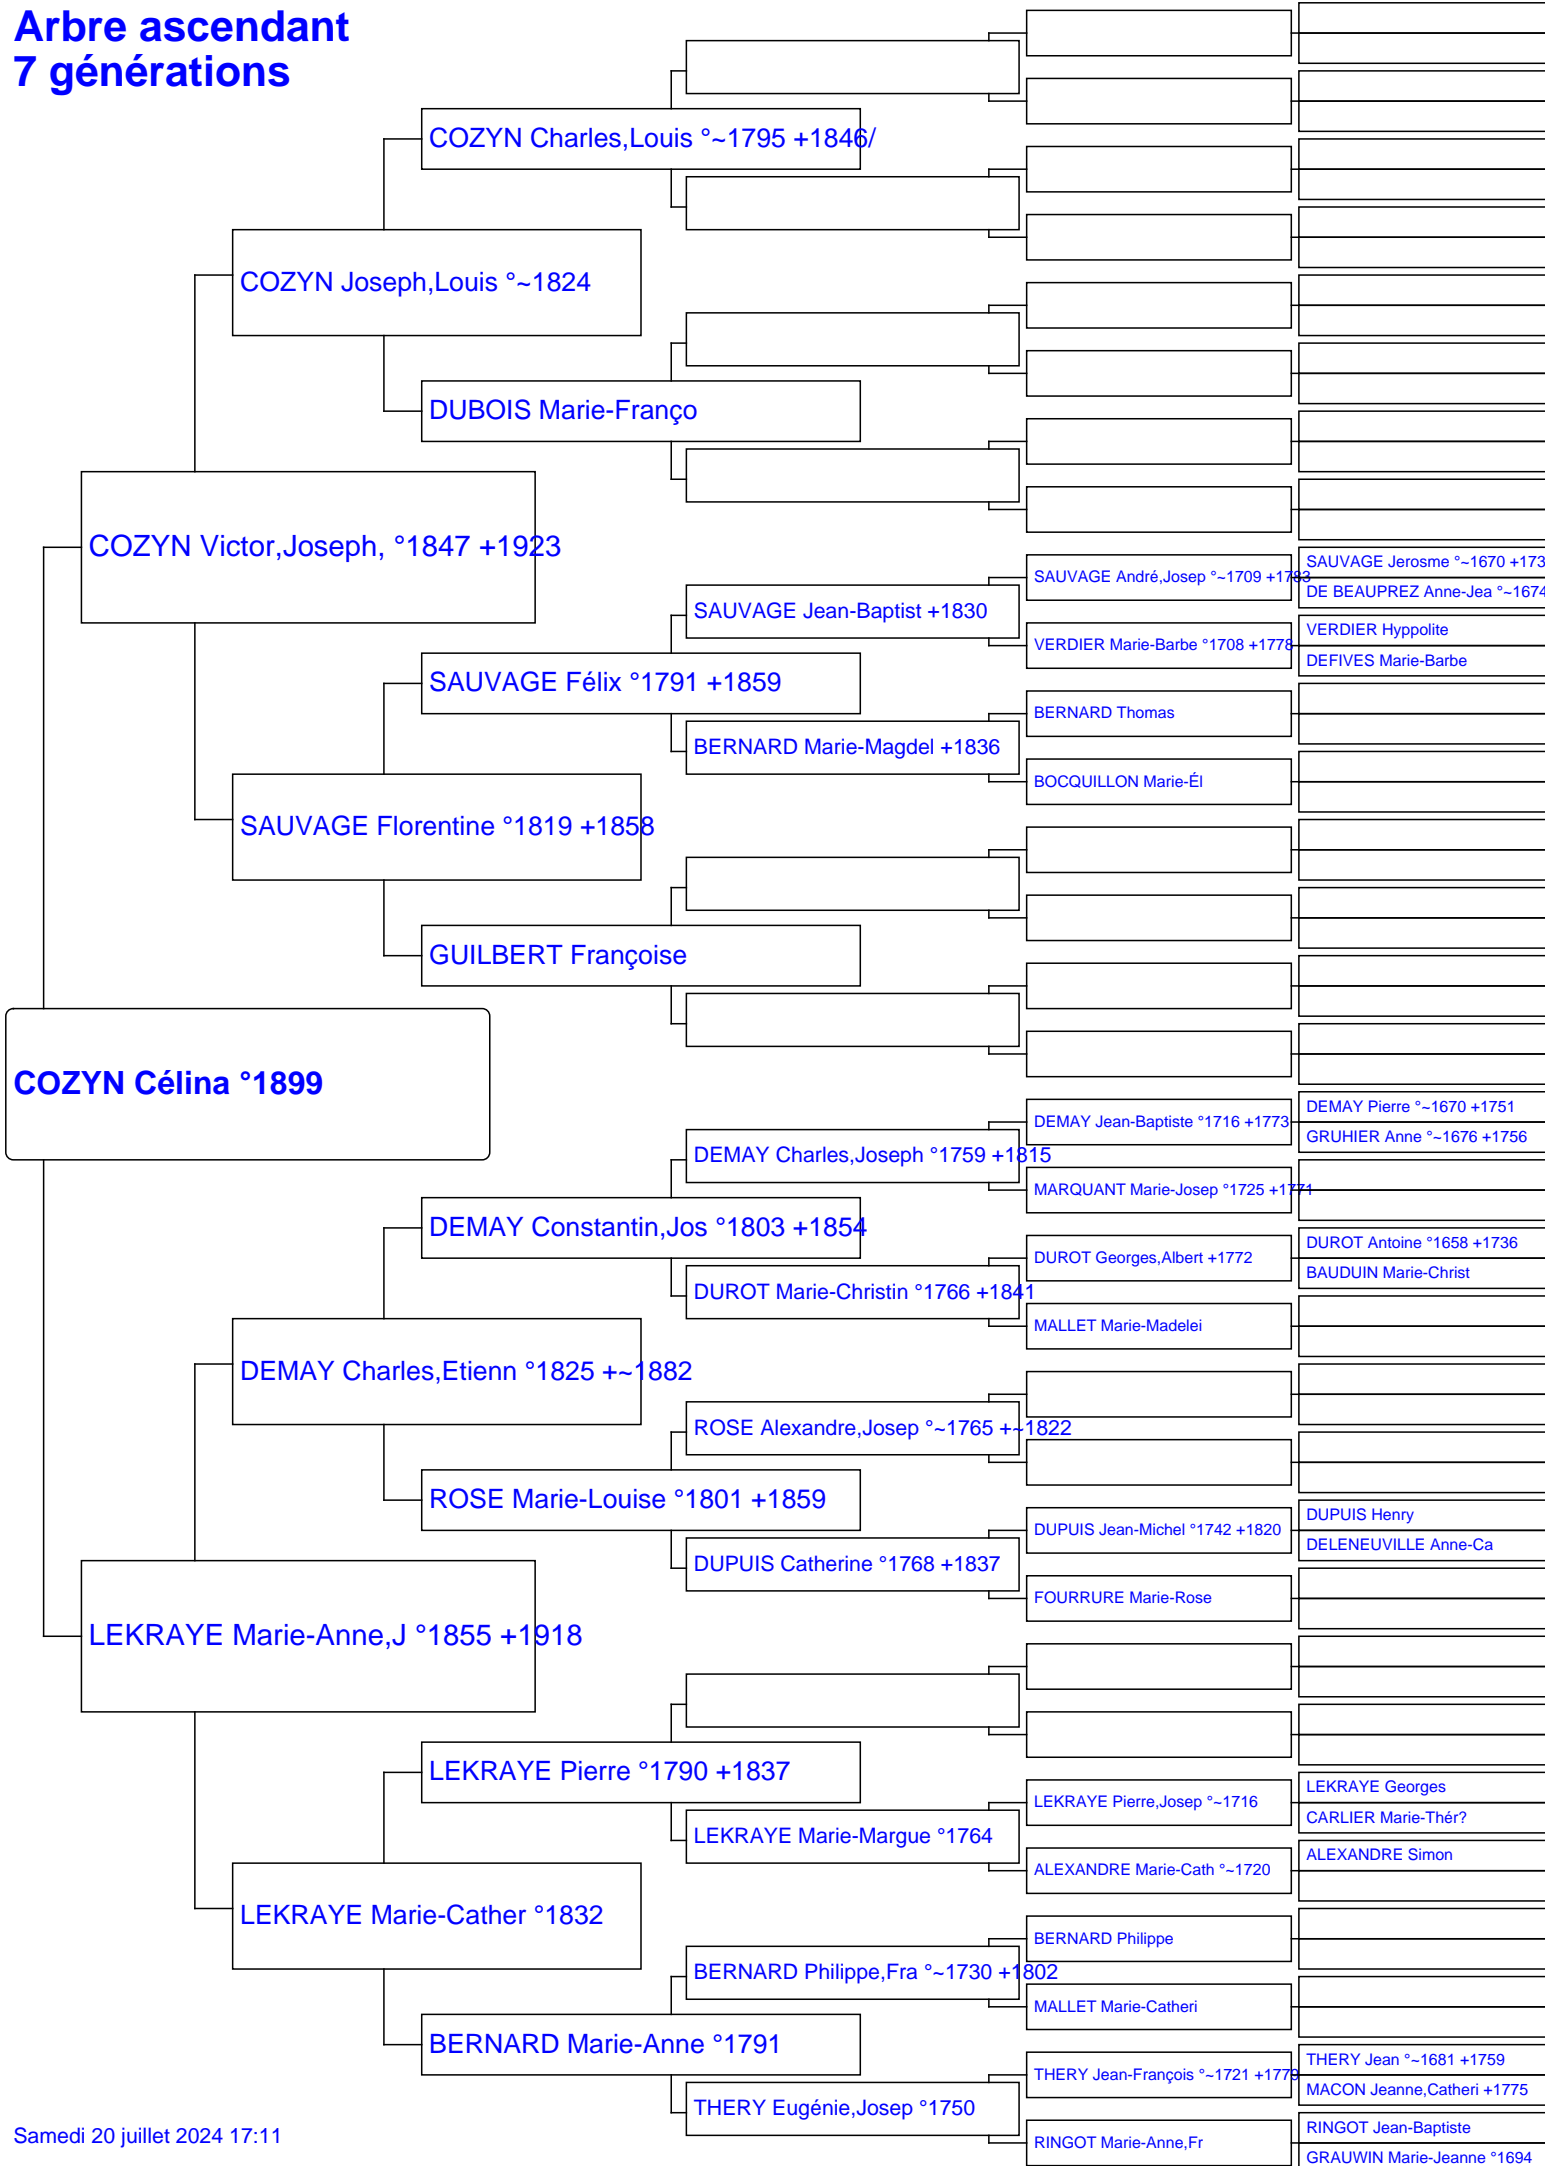 Arbre ascendant
7 générations
COZYN Charles,Louis °~1795 +1846/
COZYN Joseph,Louis °~1824
DUBOIS Marie-Franço
COZYN Victor,Joseph, °1847 +1923
SAUVAGE Jerosme °~1670 +173
SAUVAGE André,Josep °~1709 +1783
DE BEAUPREZ Anne-Jea °~1674
SAUVAGE Jean-Baptist +1830
VERDIER Hyppolite
VERDIER Marie-Barbe °1708 +1778
DEFIVES Marie-Barbe
SAUVAGE Félix °1791 +1859
BERNARD Thomas
BERNARD Marie-Magdel +1836
BOCQUILLON Marie-Él
SAUVAGE Florentine °1819 +1858
GUILBERT Françoise
COZYN Célina °1899
DEMAY Pierre °~1670 +1751
DEMAY Jean-Baptiste °1716 +1773
GRUHIER Anne °~1676 +1756
DEMAY Charles,Joseph °1759 +1815
MARQUANT Marie-Josep °1725 +1771
DEMAY Constantin,Jos °1803 +1854
DUROT Antoine °1658 +1736
DUROT Georges,Albert +1772
BAUDUIN Marie-Christ
DUROT Marie-Christin °1766 +1841
MALLET Marie-Madelei
DEMAY Charles,Etienn °1825 +~1882
ROSE Alexandre,Josep °~1765 +~1822
ROSE Marie-Louise °1801 +1859
DUPUIS Henry
DUPUIS Jean-Michel °1742 +1820
DELENEUVILLE Anne-Ca
DUPUIS Catherine °1768 +1837
FOURRURE Marie-Rose
LEKRAYE Marie-Anne,J °1855 +1918
LEKRAYE Pierre °1790 +1837
LEKRAYE Georges
LEKRAYE Pierre,Josep °~1716
CARLIER Marie-Thér?
LEKRAYE Marie-Margue °1764
ALEXANDRE Simon
ALEXANDRE Marie-Cath °~1720
LEKRAYE Marie-Cather °1832
BERNARD Philippe
BERNARD Philippe,Fra °~1730 +1802
MALLET Marie-Catheri
BERNARD Marie-Anne °1791
THERY Jean °~1681 +1759
THERY Jean-François °~1721 +1779
MACON Jeanne,Catheri +1775
THERY Eugénie,Josep °1750
RINGOT Jean-Baptiste
RINGOT Marie-Anne,Fr
GRAUWIN Marie-Jeanne °1694
Samedi 20 juillet 2024 17:11